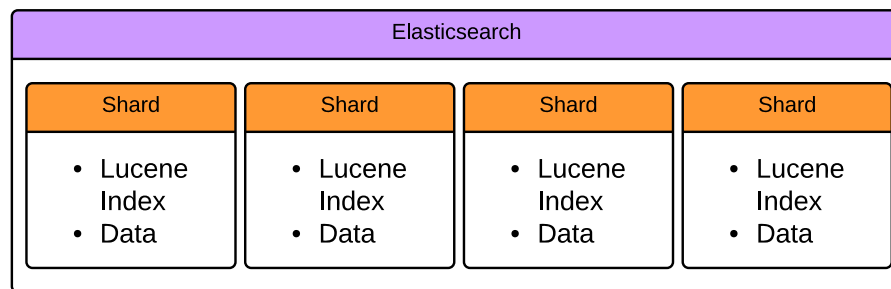 Elasticsearch
Shard
• Lucene
Index
• Data
Shard
• Lucene
Index
• Data
Shard
• Lucene
Index
• Data
Shard
• Lucene
Index
• Data